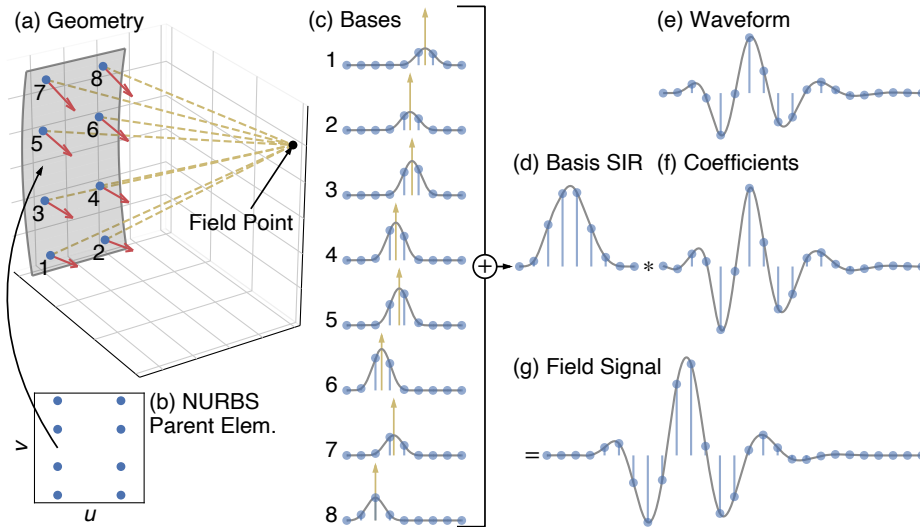 (a) Geometry
7
8
5
6
3
4
1
2
Field Point
(b) NURBS
Parent Elem.
v
u
(c) Bases
1
2
3
4
5
6
7
8
+
(d) Basis SIR
*
(e) Waveform
(f) Coefficients
(g) Field Signal
=